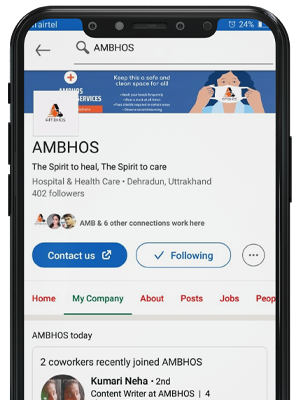 airtel
24%
AMBHOS
Keep this a safe and
clean space for all!
AMBHOS
SERVICES
AMBHOS
AMBHOS
The Spirit to heal, The Spirit to care
Hospital & Health Care • Dehradun, Uttrakhand
402 followers
AMB & 6 other connections work here
Contact us
Following
Home
My Company
About
Posts
Jobs
Peop
AMBHOS today
2 coworkers recently joined AMBHOS
Kumari Neha • 2nd
Content Writer at AMBHOS | 4